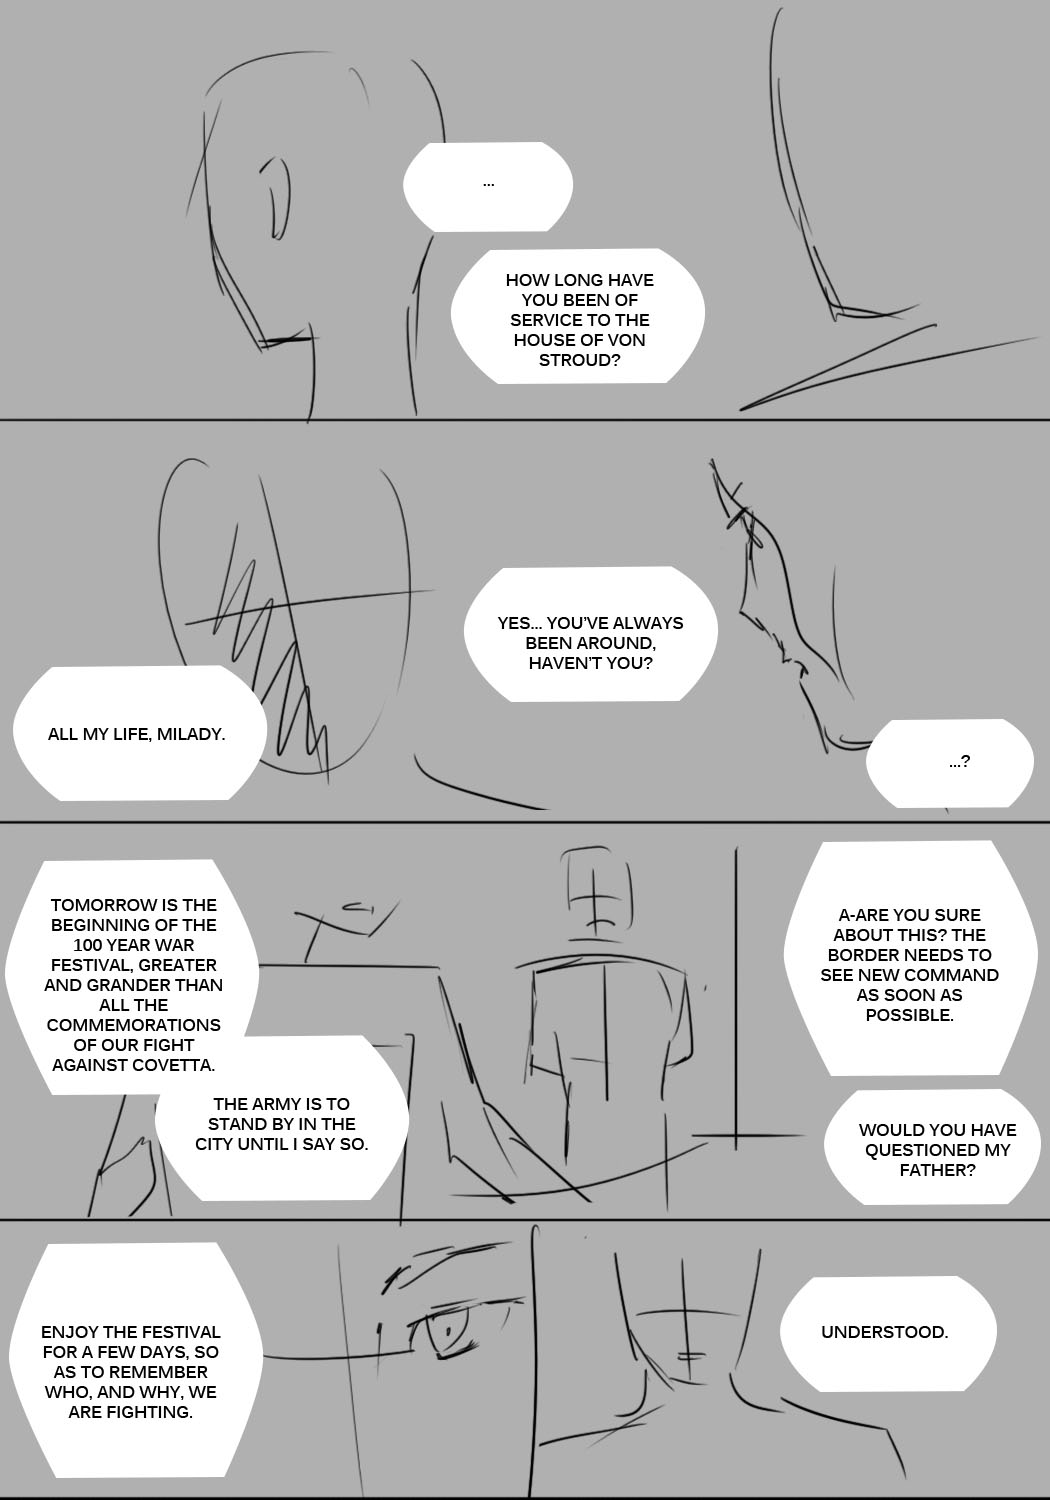 ...
HOW LONG HAVE
YOU BEEN OF
SERVICE TO THE
HOUSE OF VON
STROUD?
ALL MY LIFE, MILADY.
YES... YOU'VE ALWAYS
BEEN AROUND,
HAVEN'T YOU?
...?
TOMORROW IS THE
BEGINNING OF THE
100 YEAR WAR
FESTIVAL, GREATER
AND GRANDER THAN
ALL THE
COMMEMORATIONS
OF OUR FIGHT
AGAINST COVETTA.
THE ARMY IS TO
STAND BY IN THE
CITY UNTIL I SAY SO.
A-ARE YOU SURE
ABOUT THIS? THE
BORDER NEEDS TO
SEE NEW COMMAND
AS SOON AS
POSSIBLE.
WOULD YOU HAVE
QUESTIONED MY
FATHER?
ENJOY THE FESTIVAL
FOR A FEW DAYS, SO
AS TO REMEMBER
WHO, AND WHY, WE
ARE FIGHTING.
UNDERSTOOD.